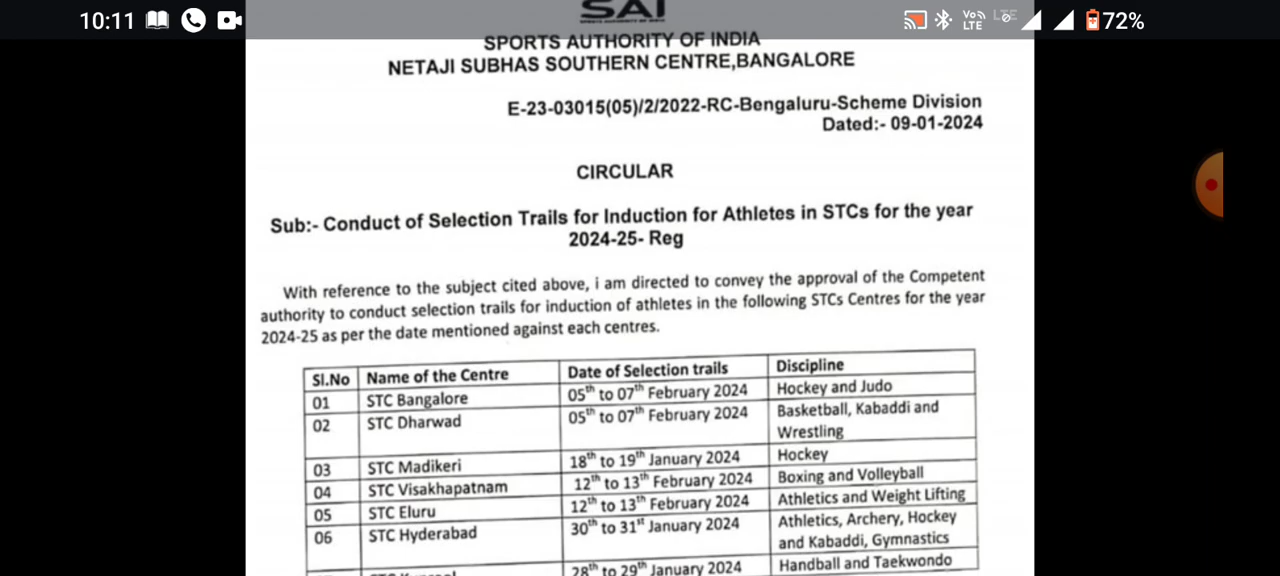 10:11
Vo)) LTE
72%
SAI
SPORTS AUTHORITY OF INDIA
NETAJI SUBHAS SOUTHERN CENTRE,BANGALORE
E-23-03015(05)/2/2022-RC-Bengaluru-Scheme Division
Dated:- 09-01-2024
CIRCULAR
Sub:- Conduct of Selection Trails for Induction for Athletes in STCs for the year
2024-25- Reg
With reference to the subject cited above, i am directed to convey the approval of the Competent
authority to conduct selection trails for induction of athletes in the following STCs Centres for the year
2024-25 as per the date mentioned against each centres.
Sl.No Name of the Centre Date of Selection trails Discipline
01 STC Bangalore 05th to 07th February 2024 Hockey and Judo
02 STC Dharwad 05th to 07th February 2024 Basketball, Kabaddi and
Wrestling
03 STC Madikeri 18th to 19th January 2024 Hockey
04 STC Visakhapatnam 12th to 13th February 2024 Boxing and Volleyball
05 STC Eluru 12th to 13th February 2024 Athletics and Weight Lifting
06 STC Hyderabad 30th to 31st January 2024 Athletics, Archery, Hockey
and Kabaddi, Gymnastics
28th to 29th January 2024 Handball and Taekwondo